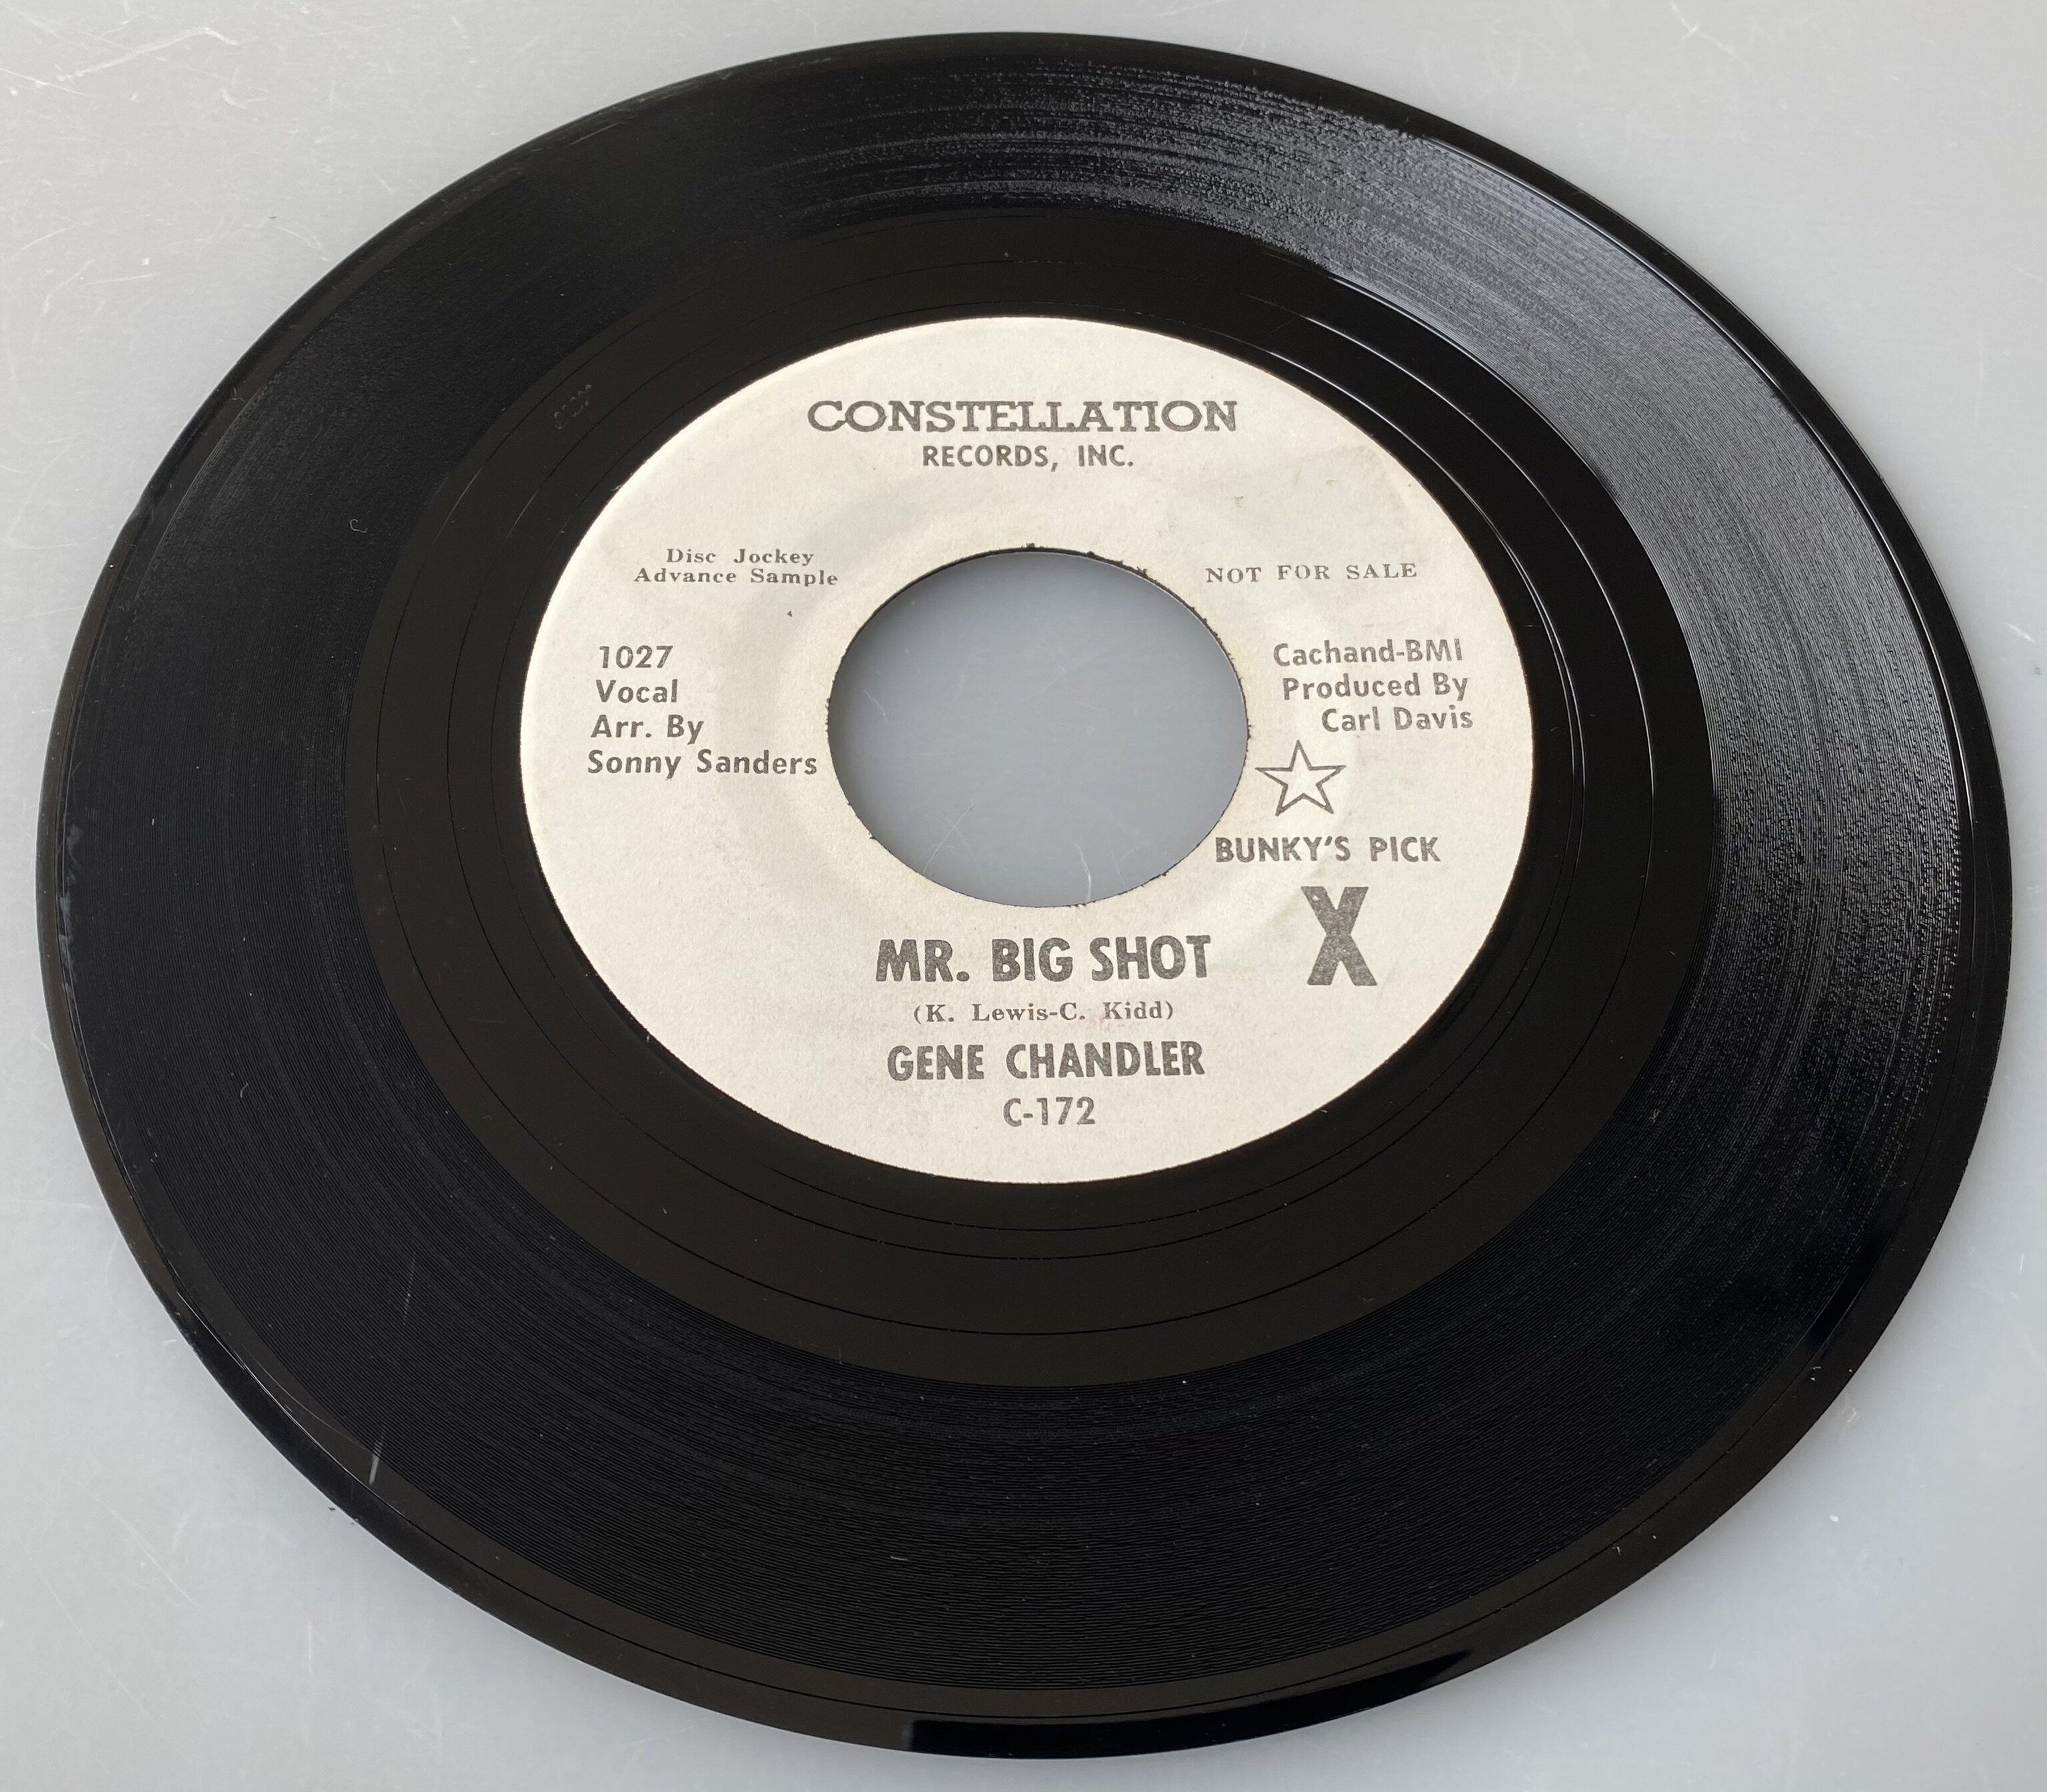 CONSTELLATION
RECORDS, INC.
Disc Jockey
Advance Sample
NOT FOR SALE
1027
Vocal
Arr. By
Sonny Sanders
Cachand-BMI
Produced By
Carl Davis
BUNKY'S PICK
X
MR. BIG SHOT
(K. Lewis-C. Kidd)
GENE CHANDLER
C-172